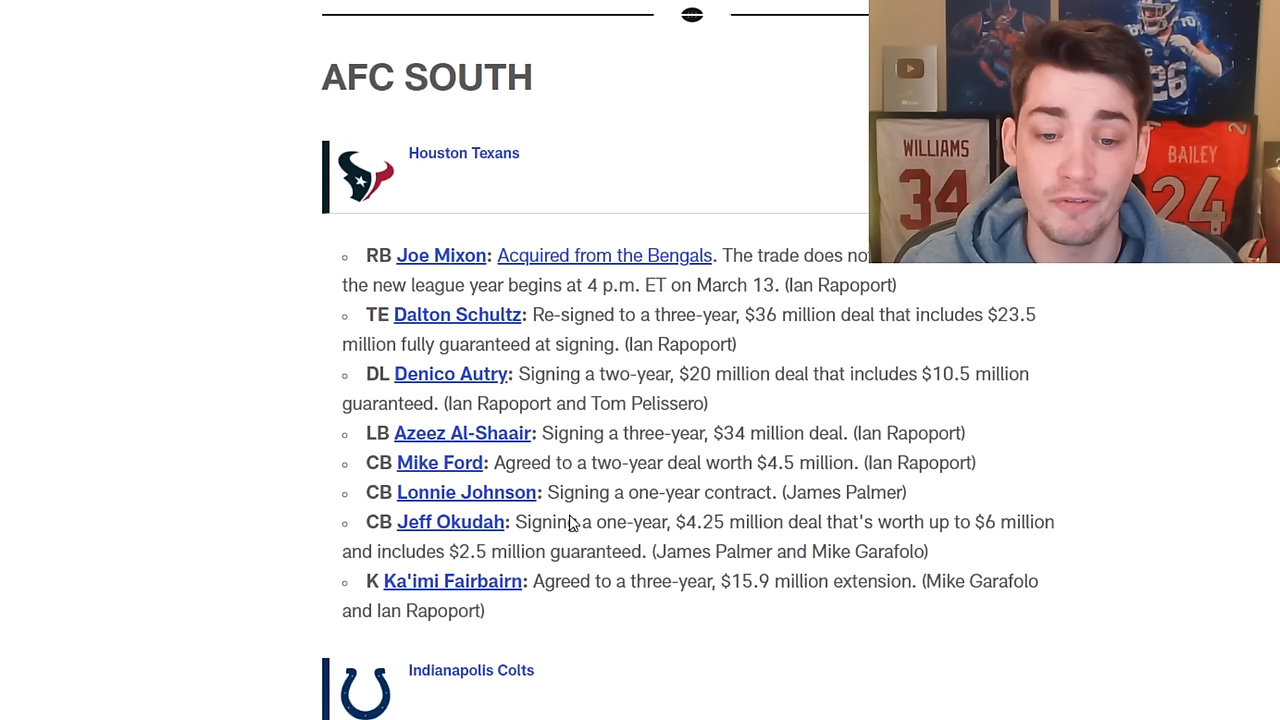 AFC SOUTH
Houston Texans
RB Joe Mixon: Acquired from the Bengals. The trade does
the new league year begins at 4 p.m. ET on March 13. (Ian Rapoport)
TE Dalton Schultz: Re-signed to a three-year, $36 million deal that includes $23.5
million fully guaranteed at signing. (Ian Rapoport)
DL Denico Autry: Signing a two-year, $20 million deal that includes $10.5 million
guaranteed. (Ian Rapoport and Tom Pelissero)
LB Azeez Al-Shaair: Signing a three-year, $34 million deal. (Ian Rapoport)
CB Mike Ford: Agreed to a two-year deal worth $4.5 million. (Ian Rapoport)
CB Lonnie Johnson: Signing a one-year contract. (James Palmer)
CB Jeff Okudah: Signing a one-year, $4.25 million deal that's worth up to $6 million
and includes $2.5 million guaranteed. (James Palmer and Mike Garafolo)
K Ka'imi Fairbairn: Agreed to a three-year, $15.9 million extension. (Mike Garafolo
and Ian Rapoport)
Indianapolis Colts
26
WILLIAMS
34
BAILEY
24
2